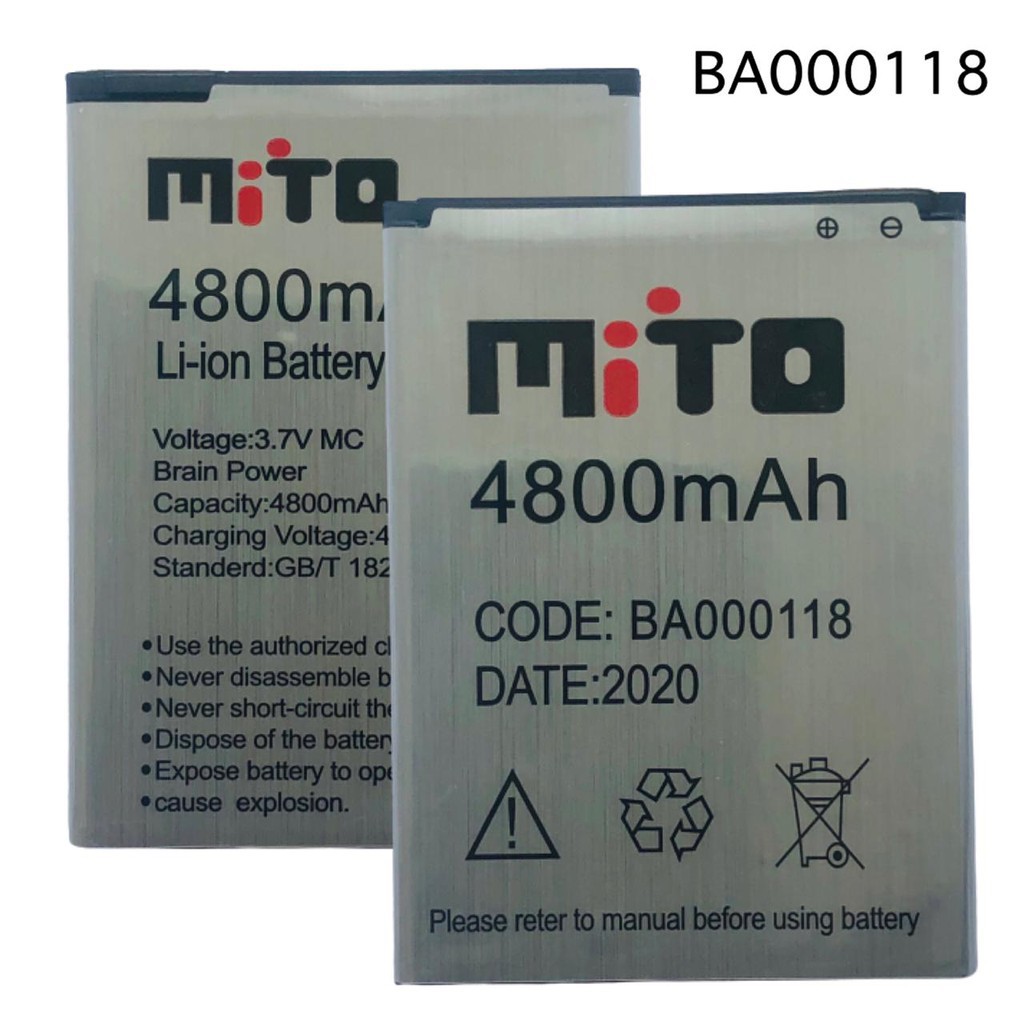 BA000118
MiTO
4800mA
Li-ion Battery
Voltage:3.7V MC
Brain Power
Capacity:4800mAh
Charging Voltage:4
Standerd:GB/T 182
•Use the authorized
•Never disassemble
•Never short-circuit the
•Dispose of the battery
•Expose battery to
•cause explosion.
MiTO
4800mAh
CODE: BA000118
DATE:2020
Please reter to manual before using battery